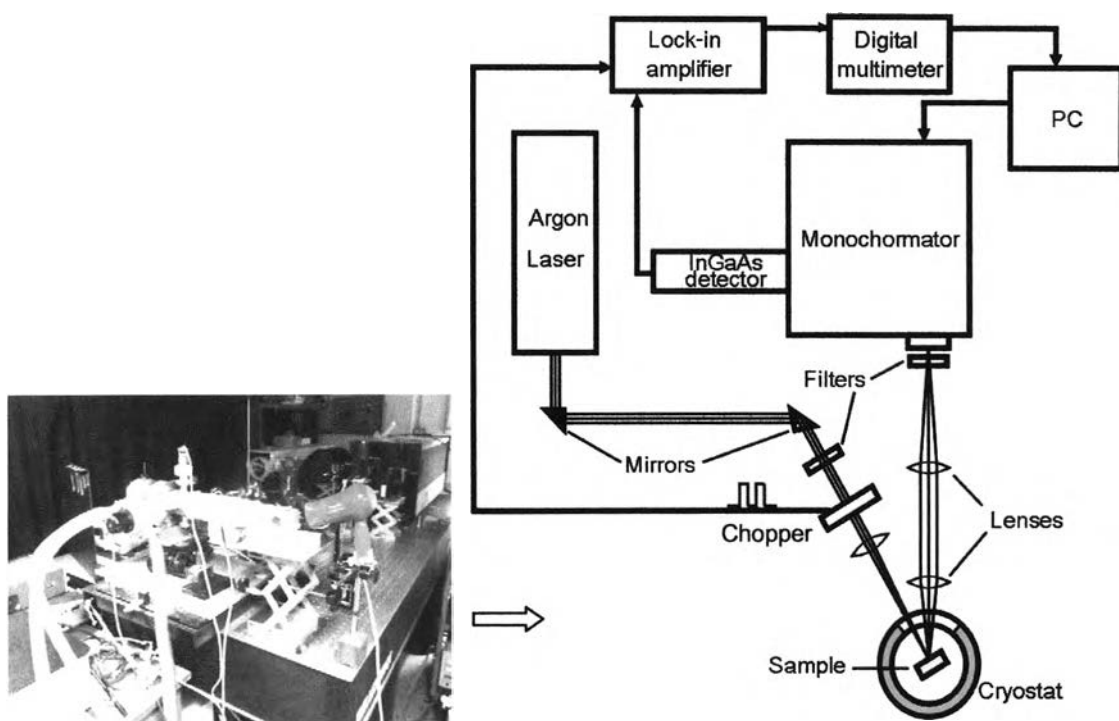 Lock-in
amplifier
Digital
multimeter
PC
Argon
Laser
Monochormator
InGaAs
detector
Filters
Mirrors
Chopper
Lenses
Sample
Cryostat